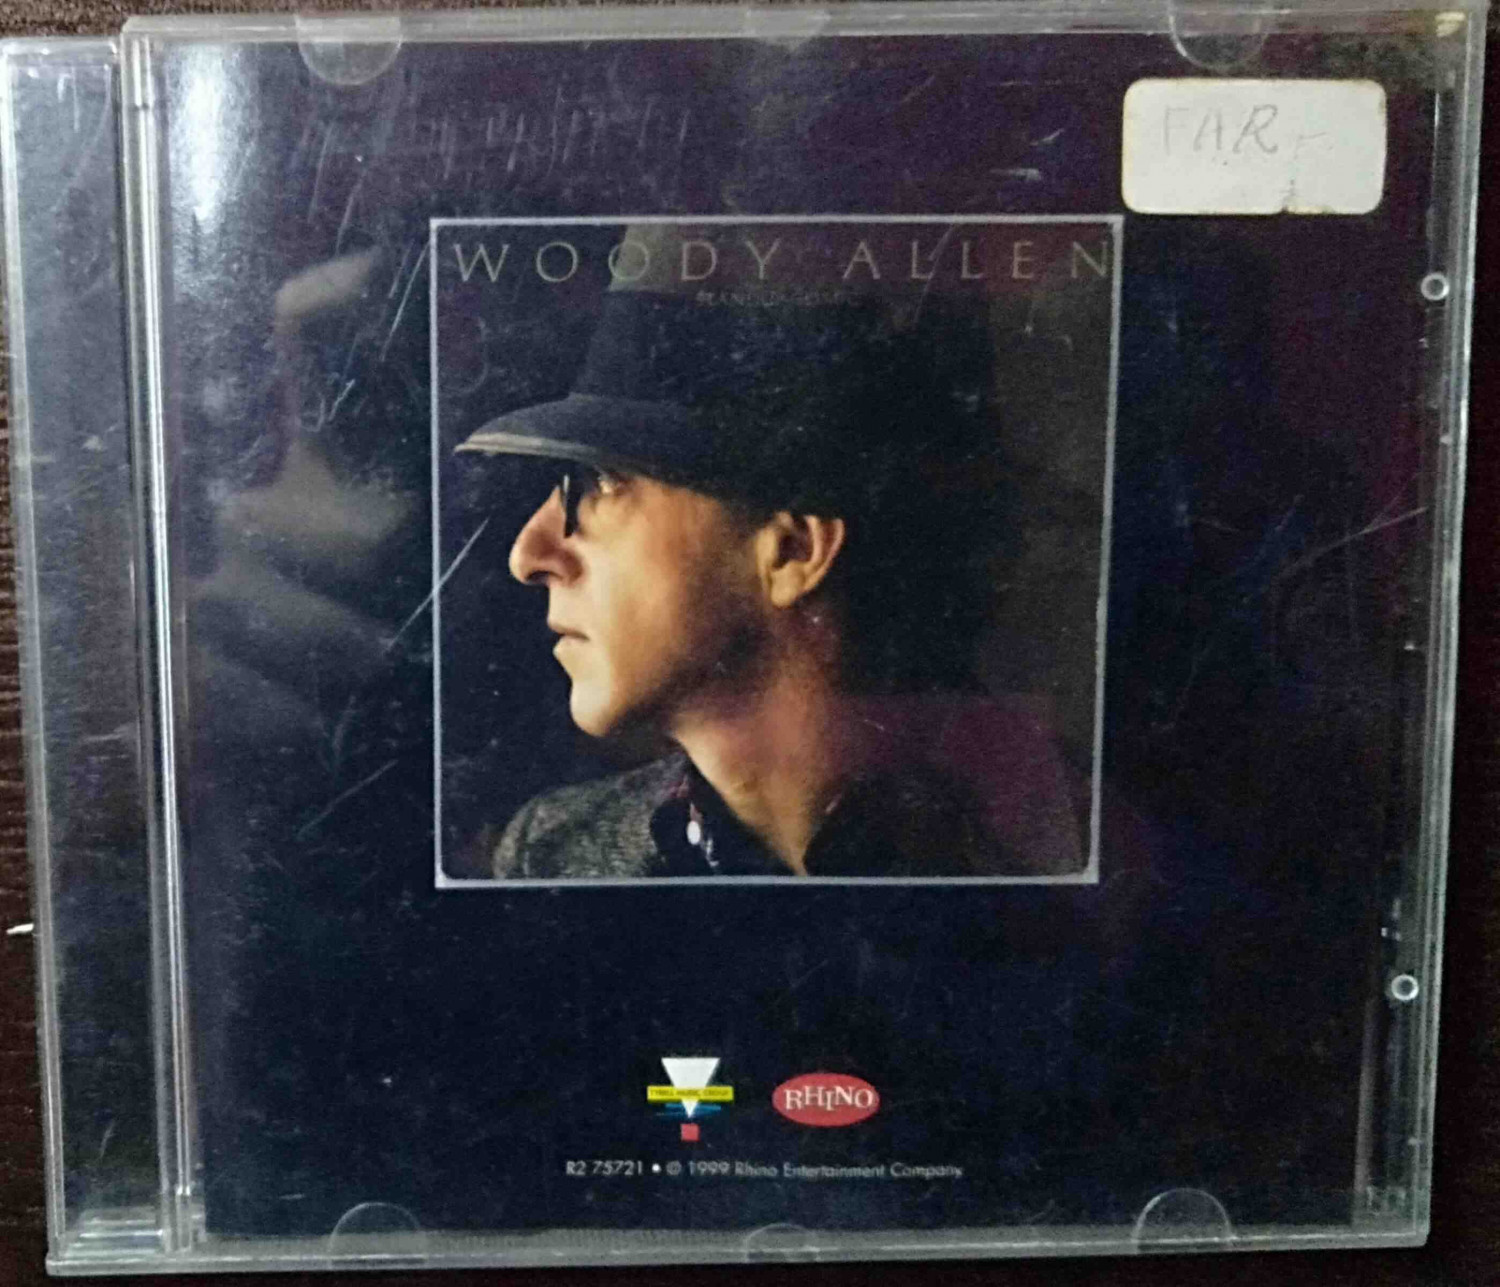 FAR
WOODY ALLEN
RHINO
R2 75721 • ℗ 1999 Rhino Entertainment Company